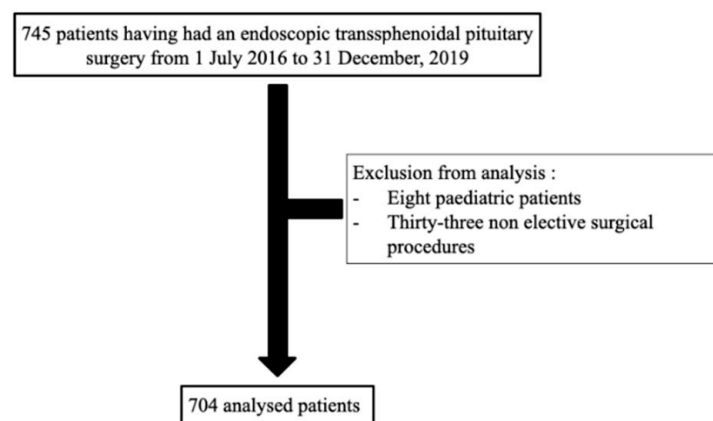 745 patients having had an endoscopic transsphenoidal pituitary
surgery from 1 July 2016 to 31 December, 2019
Exclusion from analysis :
- Eight paediatric patients
- Thirty-three non elective surgical
procedures
704 analysed patients